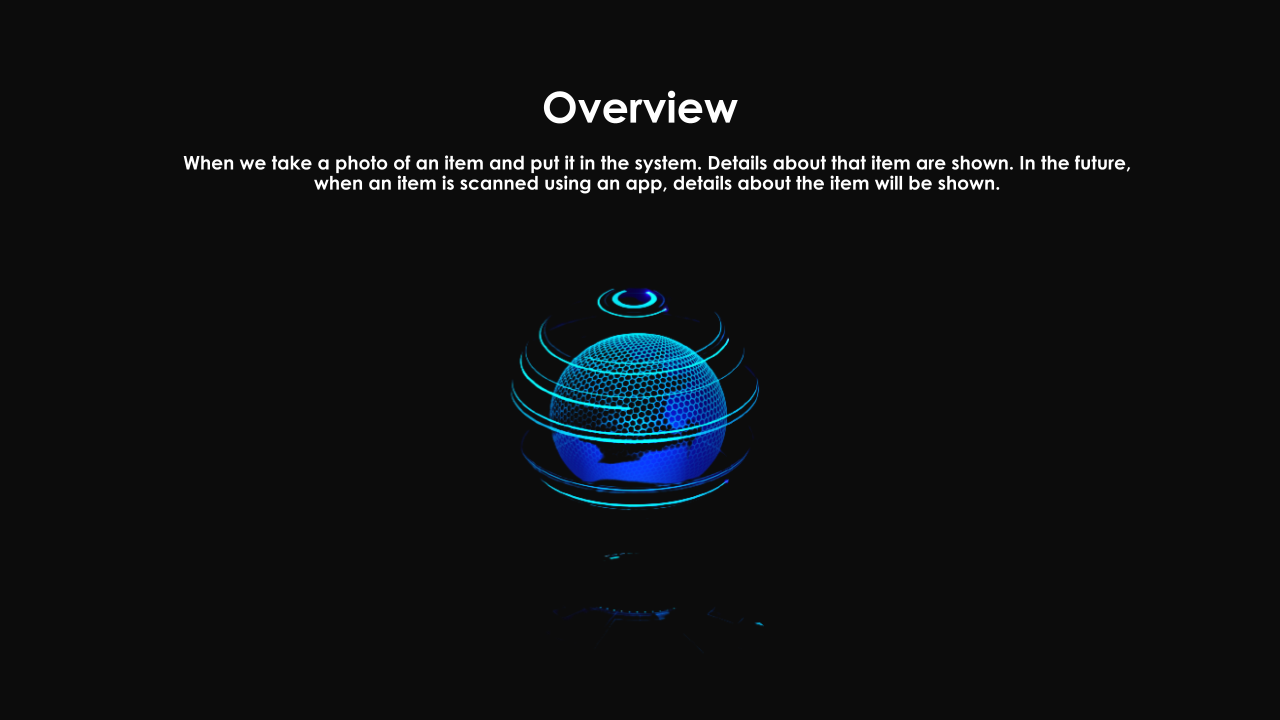 Overview
When we take a photo of an item and put it in the system. Details about that item are shown. In the future,
when an item is scanned using an app, details about the item will be shown.